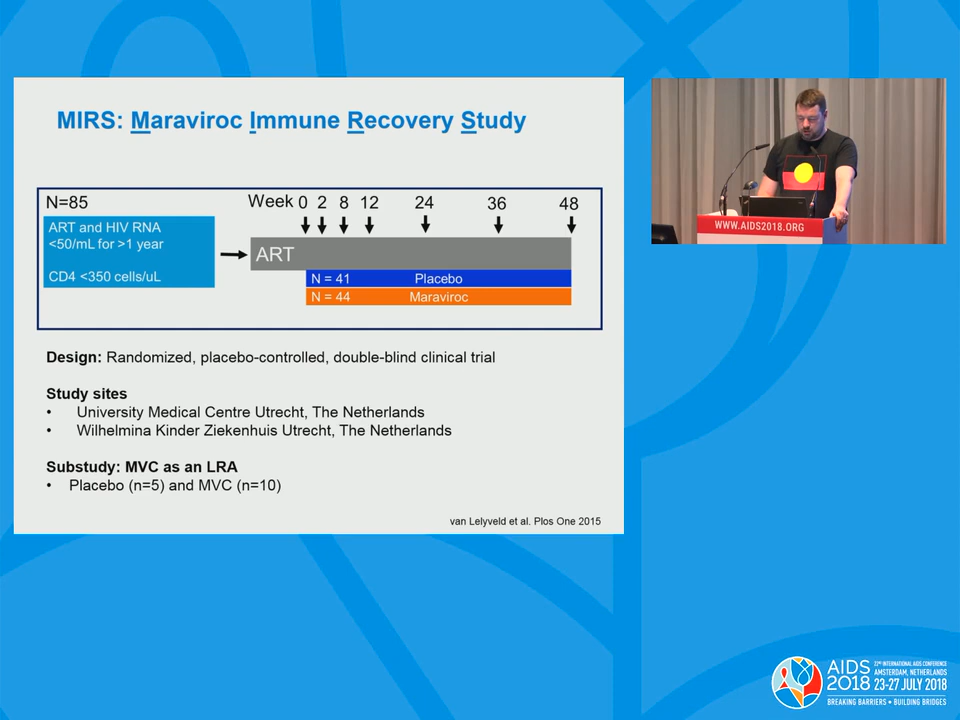 MIRS: Maraviroc Immune Recovery Study
N=85
ART and HIV RNA
<50/mL for >1 year
CD4 <350 cells/uL
Week 0 2 8 12 24 36 48
ART
N = 41 Placebo
N = 44 Maraviroc
Design: Randomized, placebo-controlled, double-blind clinical trial
Study sites
• University Medical Centre Utrecht, The Netherlands
• Wilhelmina Kinder Ziekenhuis Utrecht, The Netherlands
Substudy: MVC as an LRA
• Placebo (n=5) and MVC (n=10)
van Lelyveld et al. Plos One 2015
WWW.AIDS2018.ORG
AIDS 2018
22ND INTERNATIONAL AIDS CONFERENCE
AMSTERDAM, NETHERLANDS
23-27 JULY 2018
BREAKING BARRIERS • BUILDING BRIDGES